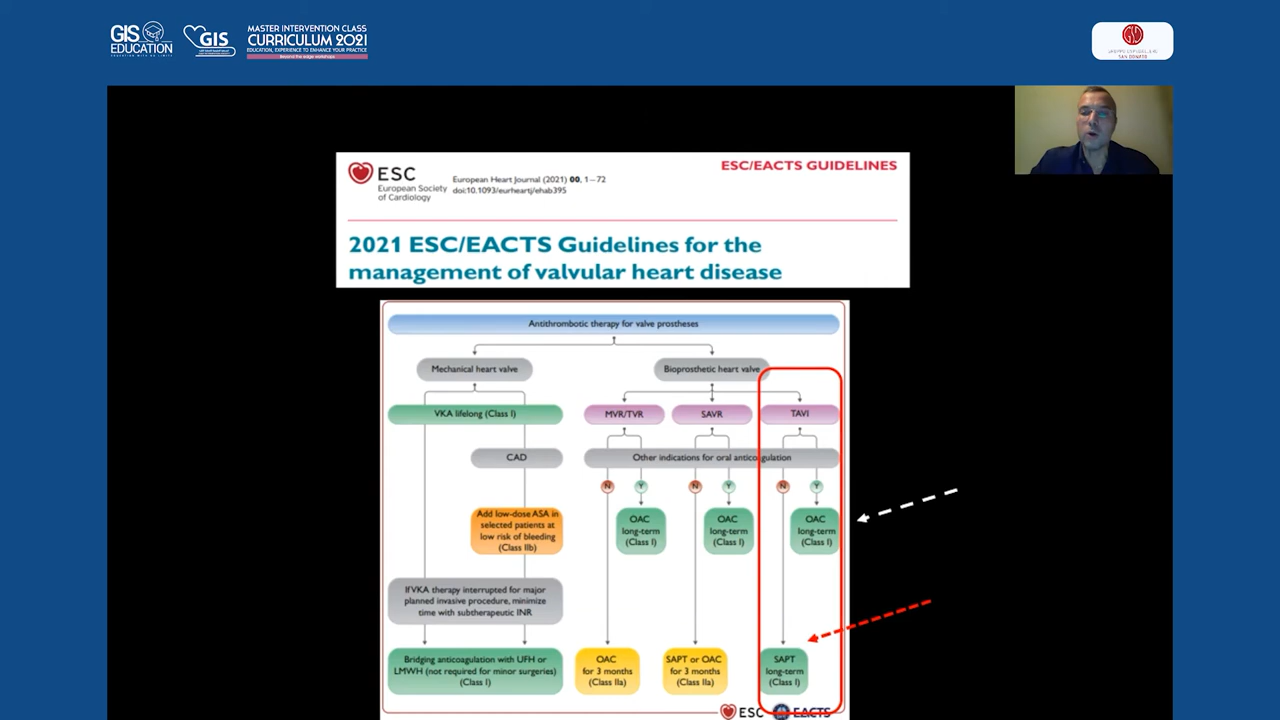 GIS
EDUCATION
GIS
MASTER INTERVENTION CLASS
CURRICULUM 2021
EDUCATION, EXPERIENCE TO ENHANCE YOUR PRACTICE
Beyond the edge workshops
SAN DONATO
ESC
European Society
of Cardiology
European Heart Journal (2021) 00, 1–72
doi:10.1093/eurheartj/ehab395
ESC/EACTS GUIDELINES
2021 ESC/EACTS Guidelines for the
management of valvular heart disease
Antithrombotic therapy for valve prostheses
Mechanical heart valve
Bioprosthetic heart valve
VKA lifelong (Class I)
MVR/TVR
SAVR
TAVI
CAD
Other indications for oral anticoagulation
N
Y
N
Y
N
Y
Add low-dose ASA in
selected patients at
low risk of bleeding
(Class IIb)
OAC
long-term
(Class I)
OAC
long-term
(Class I)
OAC
long-term
(Class I)
If VKA therapy interrupted for major
planned invasive procedure, minimize
time with subtherapeutic INR
Bridging anticoagulation with UFH or
LMWH (not required for minor surgeries)
(Class I)
OAC
for 3 months
(Class IIa)
SAPT or OAC
for 3 months
(Class IIa)
SAPT
long-term
(Class I)
ESC
EACTS